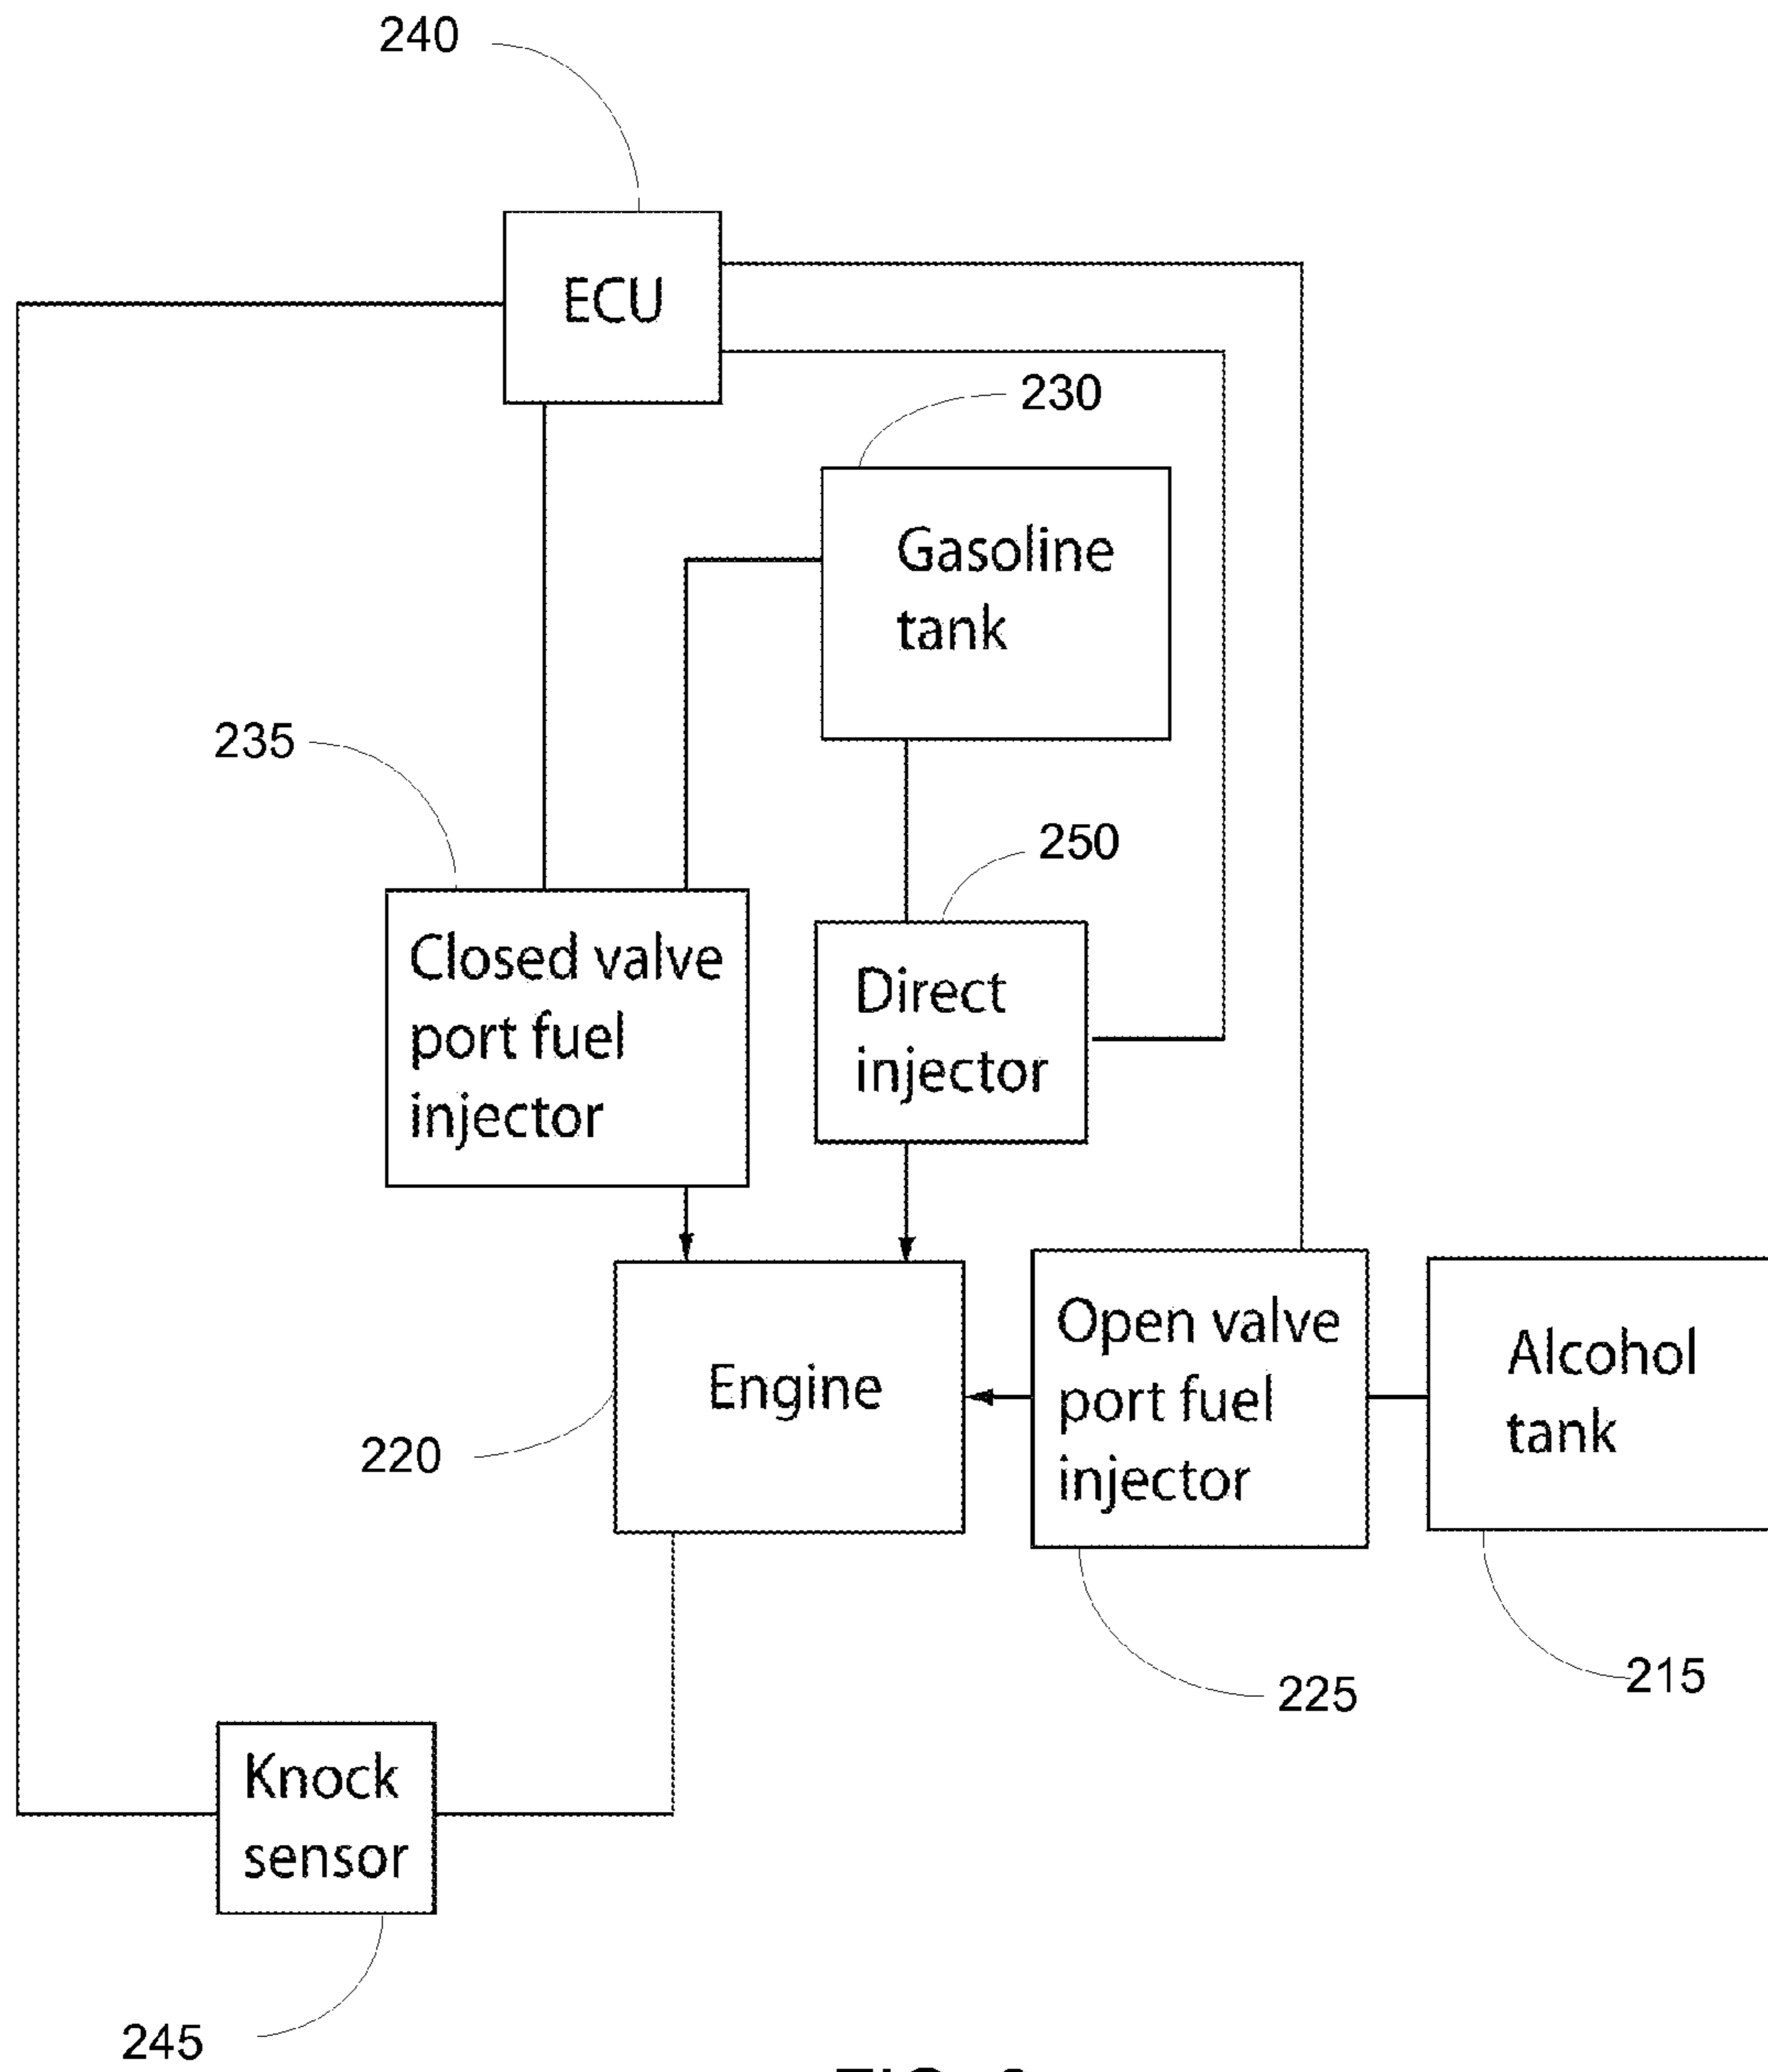 240
ECU
230
Gasoline
tank
235
250
Closed valve
port fuel
injector
Direct
injector
Engine
Open valve
port fuel
injector
Alcohol
tank
220
225
215
Knock
sensor
245